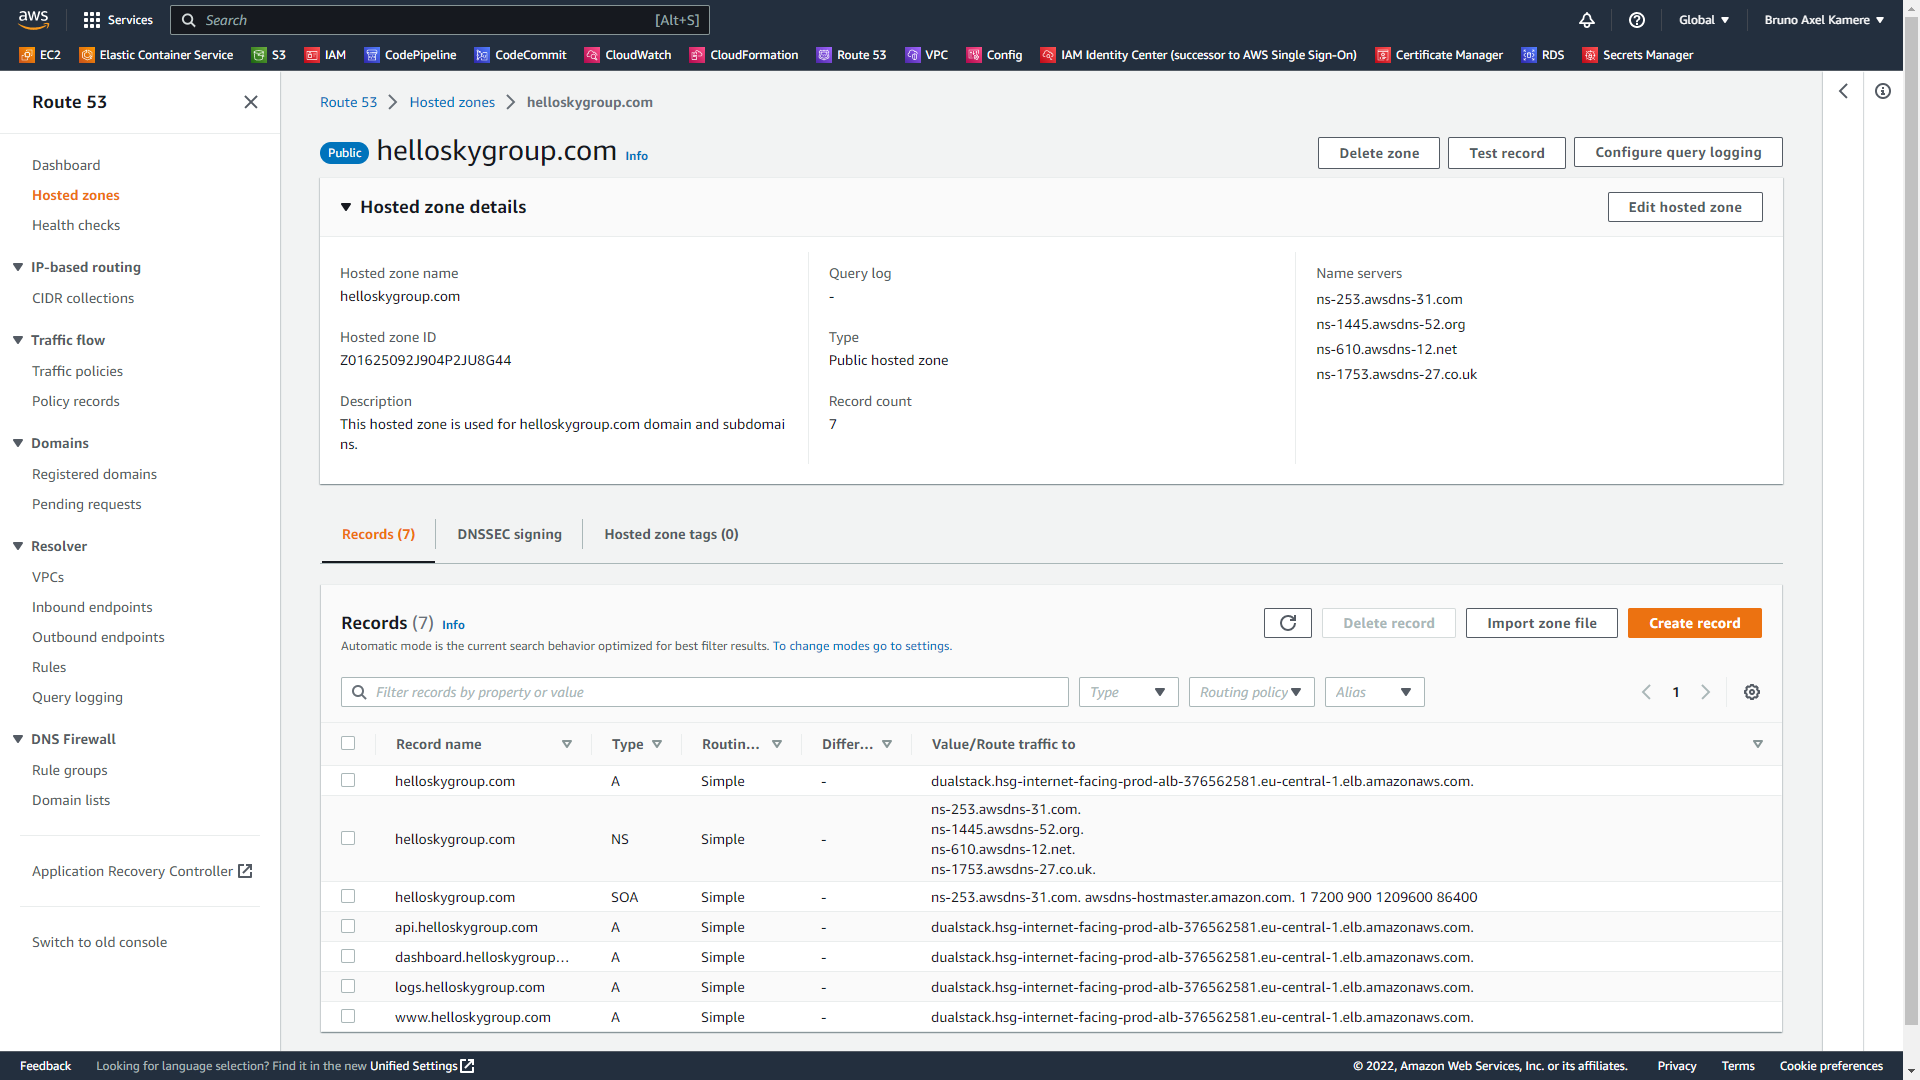 aws
Services
Search
[Alt+S]
Global
Bruno Axel Kamere
EC2
Elastic Container Service
S3
IAM
CodePipeline
CodeCommit
CloudWatch
CloudFormation
Route 53
VPC
Config
IAM Identity Center (successor to AWS Single Sign-On)
Certificate Manager
RDS
Secrets Manager
Route 53
Dashboard
Hosted zones
Health checks
IP-based routing
CIDR collections
Traffic flow
Traffic policies
Policy records
Domains
Registered domains
Pending requests
Resolver
VPCs
Inbound endpoints
Outbound endpoints
Rules
Query logging
DNS Firewall
Rule groups
Domain lists
Application Recovery Controller
Switch to old console
Route 53
Hosted zones
helloskygroup.com
Public
helloskygroup.com
Info
Delete zone
Test record
Configure query logging
Hosted zone details
Edit hosted zone
Hosted zone name
helloskygroup.com
Hosted zone ID
Z01625092J904P2JU8G44
Description
This hosted zone is used for helloskygroup.com domain and subdomai
ns.
Query log
-
Type
Public hosted zone
Record count
7
Name servers
ns-253.awsdns-31.com
ns-1445.awsdns-52.org
ns-610.awsdns-12.net
ns-1753.awsdns-27.co.uk
Records (7)
DNSSEC signing
Hosted zone tags (0)
Records (7) Info
Automatic mode is the current search behavior optimized for best filter results. To change modes go to settings.
Delete record
Import zone file
Create record
Filter records by property or value
Type
Routing policy
Alias
1
Record name Type Routin... Differ... Value/Route traffic to
helloskygroup.com A Simple - dualstack.hsg-internet-facing-prod-alb-376562581.eu-central-1.elb.amazonaws.com.
helloskygroup.com NS Simple - ns-253.awsdns-31.com.
ns-1445.awsdns-52.org.
ns-610.awsdns-12.net.
ns-1753.awsdns-27.co.uk.
helloskygroup.com SOA Simple - ns-253.awsdns-31.com. awsdns-hostmaster.amazon.com. 1 7200 900 1209600 86400
api.helloskygroup.com A Simple - dualstack.hsg-internet-facing-prod-alb-376562581.eu-central-1.elb.amazonaws.com.
dashboard.helloskygroup... A Simple - dualstack.hsg-internet-facing-prod-alb-376562581.eu-central-1.elb.amazonaws.com.
logs.helloskygroup.com A Simple - dualstack.hsg-internet-facing-prod-alb-376562581.eu-central-1.elb.amazonaws.com.
www.helloskygroup.com A Simple - dualstack.hsg-internet-facing-prod-alb-376562581.eu-central-1.elb.amazonaws.com.
Feedback
Looking for language selection? Find it in the new Unified Settings
© 2022, Amazon Web Services, Inc. or its affiliates.
Privacy
Terms
Cookie preferences